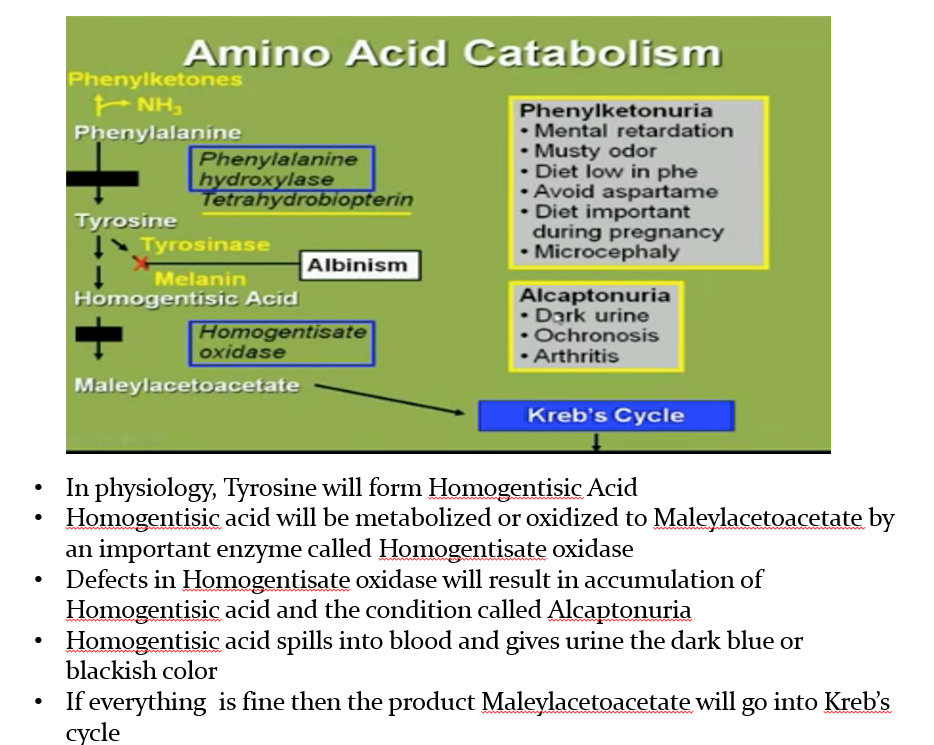 Amino Acid Catabolism
Phenylketones
NH₃
Phenylalanine
Phenylalanine
hydroxylase
Tetrahydrobiopterin
Tyrosine
Tyrosinase
Albinism
Melanin
Homogentisic Acid
Homogentisate
oxidase
Maleylacetoacetate
Phenylketonuria
• Mental retardation
• Musty odor
• Diet low in phe
• Avoid aspartame
• Diet important
during pregnancy
• Microcephaly
Alcaptonuria
• Dark urine
• Ochronosis
• Arthritis
Kreb's Cycle
• In physiology, Tyrosine will form Homogentisic Acid
• Homogentisic acid will be metabolized or oxidized to Maleylacetoacetate by
an important enzyme called Homogentisate oxidase
• Defects in Homogentisate oxidase will result in accumulation of
Homogentisic acid and the condition called Alcaptonuria
• Homogentisic acid spills into blood and gives urine the dark blue or
blackish color
• If everything is fine then the product Maleylacetoacetate will go into Kreb's
cycle